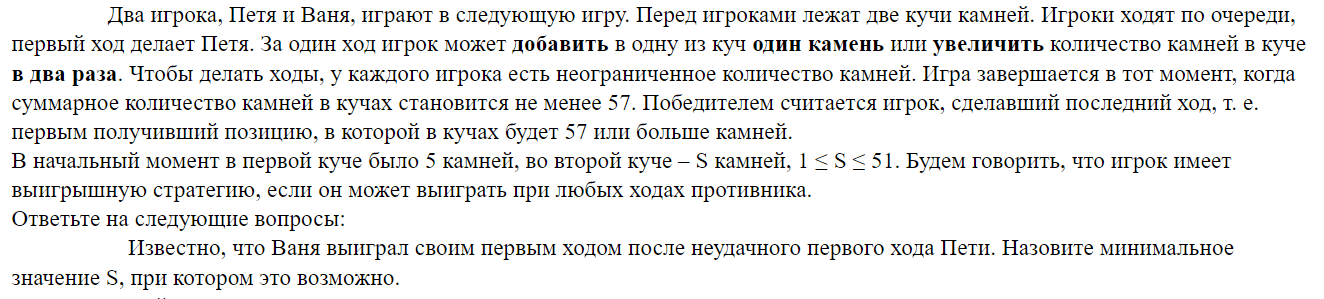 Два игрока, Петя и Ваня, играют в следующую игру. Перед игроками лежат две кучи камней. Игроки ходят по очереди,
первый ход делает Петя. За один ход игрок может добавить в одну из куч один камень или увеличить количество камней в куче
в два раза. Чтобы делать ходы, у каждого игрока есть неограниченное количество камней. Игра завершается в тот момент, когда
суммарное количество камней в кучах становится не менее 57. Победителем считается игрок, сделавший последний ход, т. е.
первым получивший позицию, в которой в кучах будет 57 или больше камней.
В начальный момент в первой куче было 5 камней, во второй куче – S камней, 1 ≤ S ≤ 51. Будем говорить, что игрок имеет
выигрышную стратегию, если он может выиграть при любых ходах противника.
Ответьте на следующие вопросы:
Известно, что Ваня выиграл своим первым ходом после неудачного первого хода Пети. Назовите минимальное
значение S, при котором это возможно.